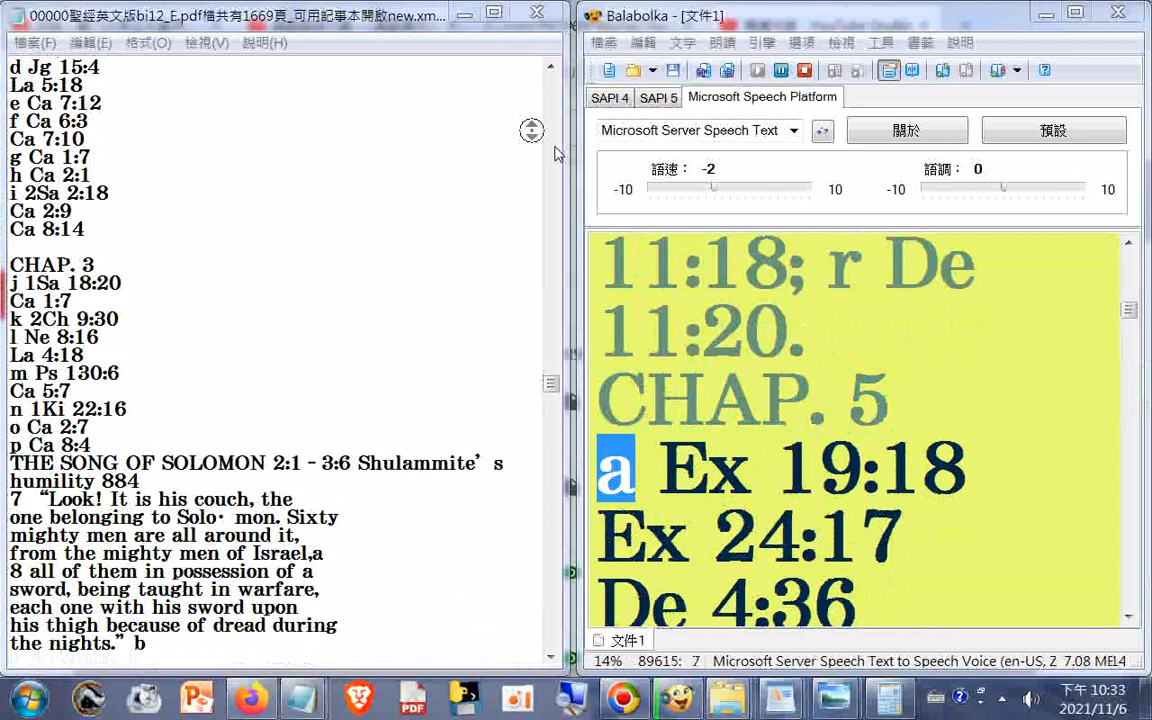 00000聖經英文版bi12_E.pdf檔共有1669頁_可用記事本開啟new.xm...
檔案(F) 編輯(E) 格式(O) 檢視(V) 說明(H)
d Jg 15:4
La 5:18
e Ca 7:12
f Ca 6:3
Ca 7:10
g Ca 1:7
h Ca 2:1
i 2Sa 2:18
Ca 2:9
Ca 8:14
CHAP. 3
j 1Sa 18:20
Ca 1:7
k 2Ch 9:30
l Ne 8:16
La 4:18
m Ps 130:6
Ca 5:7
n 1Ki 22:16
o Ca 2:7
p Ca 8:4
THE SONG OF SOLOMON 2:1 – 3:6 Shulammite’s
humility 884
7 “Look! It is his couch, the
one belonging to Solo· mon. Sixty
mighty men are all around it,
from the mighty men of Israel,a
8 all of them in possession of a
sword, being taught in warfare,
each one with his sword upon
his thigh because of dread during
the nights.” b
Balabolka - [文件1]
檔案 編輯 文字 朗讀 引擎 選項 檢視 工具 書籤 說明
SAPI 4 SAPI 5 Microsoft Speech Platform
Microsoft Server Speech Text 關於 預設
語速： -2 語調： 0
-10 10 -10 10
11:18; r De
11:20.
CHAP. 5
a Ex 19:18
Ex 24:17
De 4:36
文件1
14% 89615: 7 Microsoft Server Speech Text to Speech Voice (en-US, Z 7.08 ME14
PDF
下午 10:33
2021/11/6